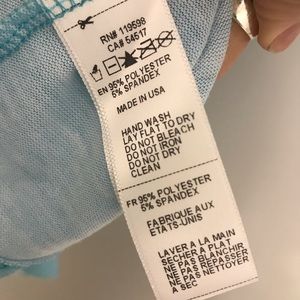 RN# 119598
CA# 54517
EN 95% POLYESTER
5% SPANDEX
MADE IN USA
HAND WASH
LAY FLAT TO DRY
DO NOT BLEACH
DO NOT IRON
DO NOT DRY
CLEAN
FR 95% POLYESTER
5% SPANDEX
FABRIQUE AUX
ETATS-UNIS
LAVER A LA MAIN
SECHER A PLAT
NE PAS BLANCHIR
NE PAS REPASSER
NE PAS NETTOYER
A SEC